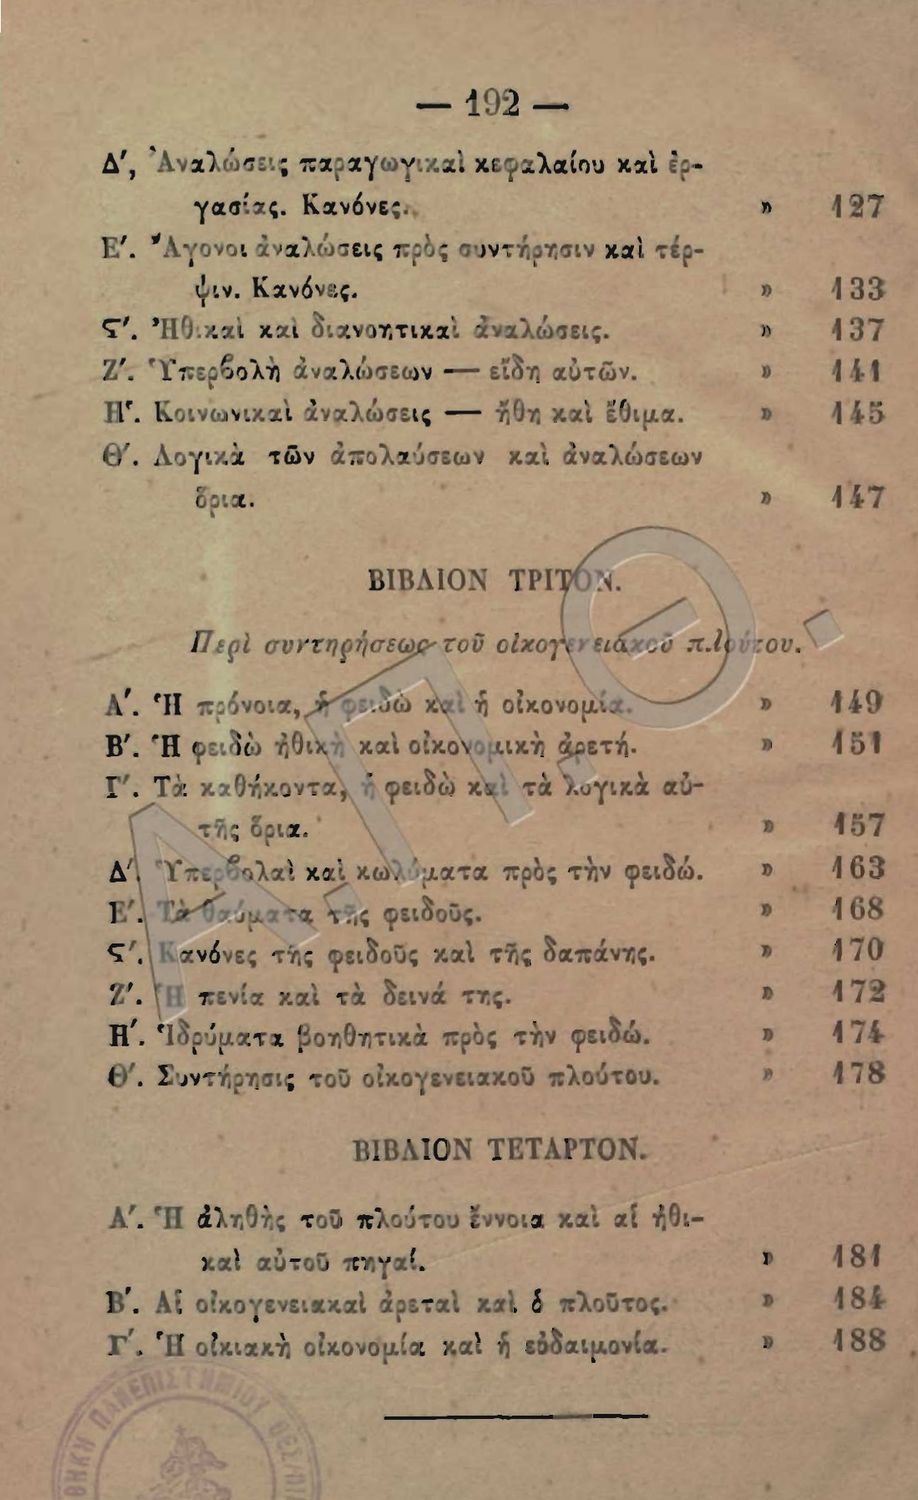 — 192 —
Δ', Ἀναλώσεις παραγωγικαὶ κεφαλαίου καὶ ἐρ-
γασίας. Κανόνες. » 127
Ε'. Ἄγονοι ἀναλώσεις πρὸς συντήρησιν καὶ τέρ-
ψιν. Κανόνες. » 133
Ϛ'. Ἠθικαὶ καὶ διανοητικαὶ ἀναλώσεις. » 137
Ζ'. Ὑπερβολὴ ἀναλώσεων — εἴδη αὐτῶν. » 141
Η'. Κοινωνικαὶ ἀναλώσεις — ἤθη καὶ ἔθιμα. » 145
Θ'. Λογικὰ τῶν ἀπολαύσεων καὶ ἀναλώσεων
ὅρια. » 147
ΒΙΒΛΙΟΝ ΤΡΙΤΟΝ.
Περὶ συντηρήσεως τοῦ οἰκογενειακοῦ πλούτου.
Α'. Ἡ πρόνοια, ἡ φειδὼ καὶ ἡ οἰκονομία. » 149
Β'. Ἡ φειδὼ ἠθικὴ καὶ οἰκονομικὴ ἀρετή. » 151
Γ'. Τὰ καθήκοντα, ἡ φειδὼ καὶ τὰ λογικὰ αὐ-
τῆς ὅρια. » 157
Δ'. Ὑπερβολαὶ καὶ κωλύματα πρὸς τὴν φειδώ. » 163
Ε'. Τὰ θαύματα τῆς φειδοῦς. » 168
Ϛ'. Κανόνες τῆς φειδοῦς καὶ τῆς δαπάνης. » 170
Ζ'. Ἡ πενία καὶ τὰ δεινά της. » 172
Η'. Ἱδρύματα βοηθητικὰ πρὸς τὴν φειδώ. » 174
Θ'. Συντήρησις τοῦ οἰκογενειακοῦ πλούτου. » 178
ΒΙΒΛΙΟΝ ΤΕΤΑΡΤΟΝ.
Α'. Ἡ ἀληθὴς τοῦ πλούτου ἔννοια καὶ αἱ ἠθι-
καὶ αὐτοῦ πηγαί. » 181
Β'. Αἱ οἰκογενειακαὶ ἀρεταὶ καὶ ὁ πλοῦτος. » 184
Γ'. Ἡ οἰκιακὴ οἰκονομία καὶ ἡ εὐδαιμονία. » 188
Α.Π.Θ.
ΠΑΝΕΠΙΣΤΗΜΙΟΥ